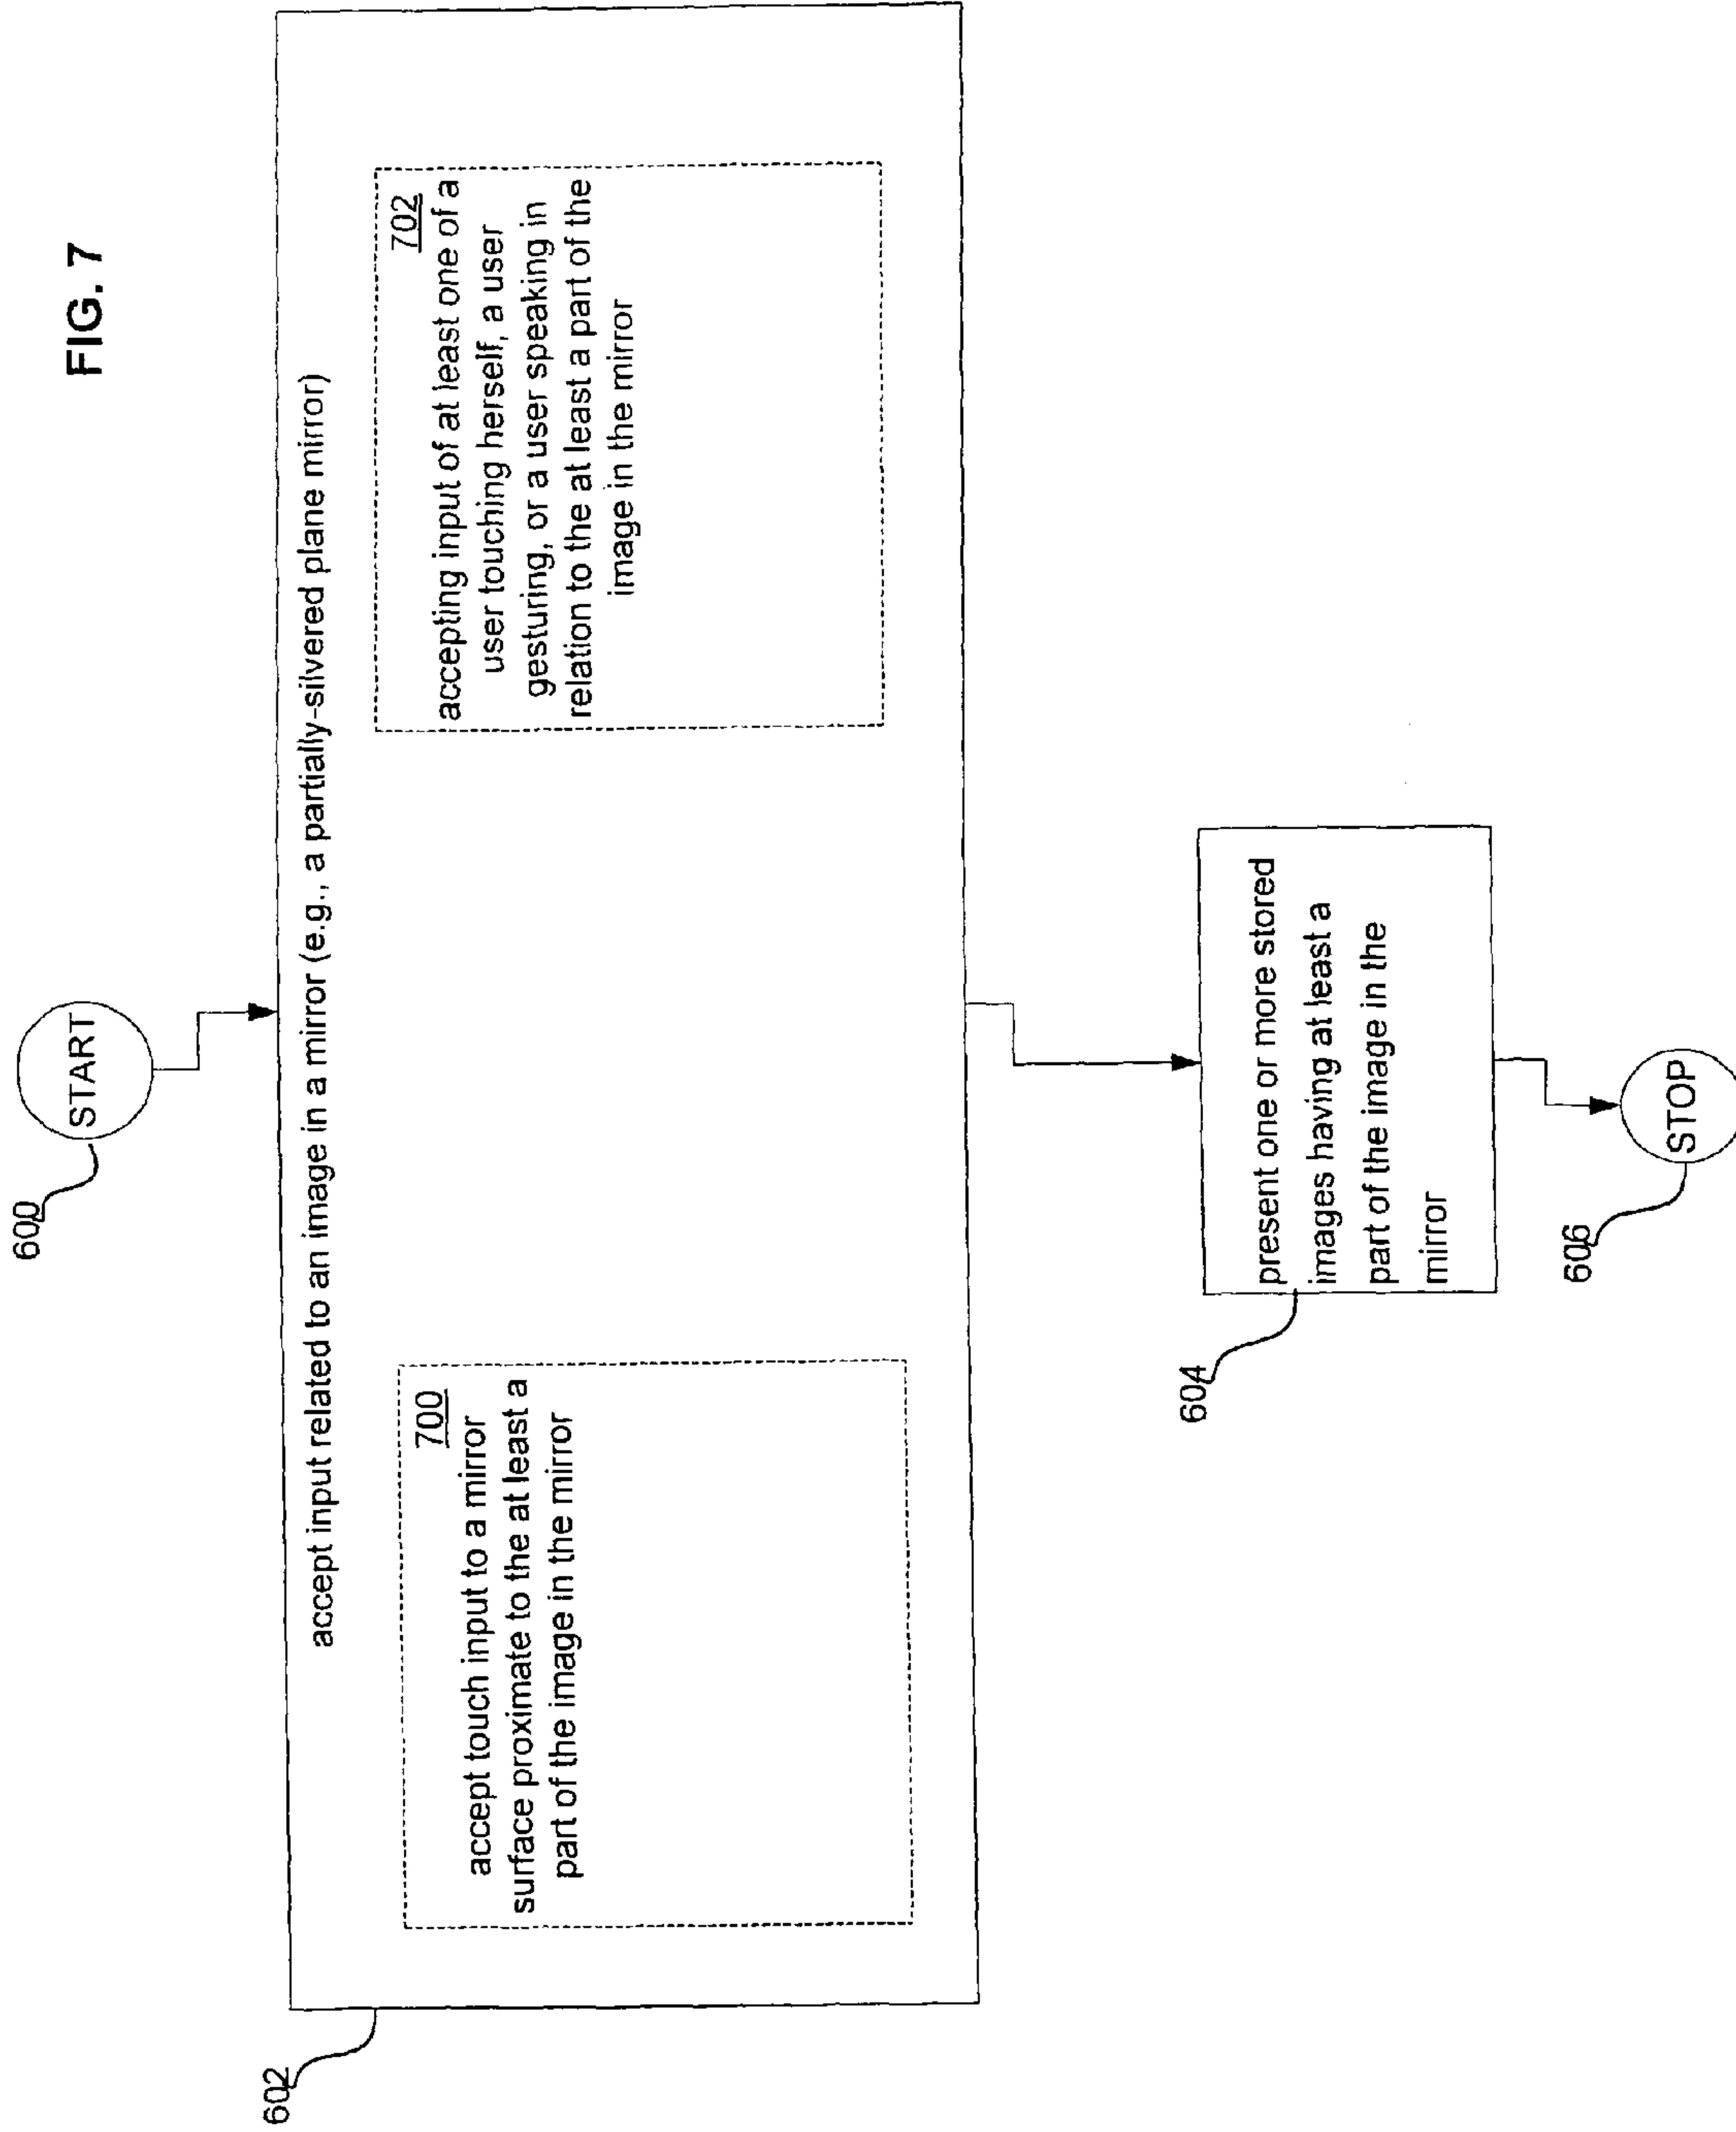 FIG. 7
600
START
602
accept input related to an image in a mirror (e.g., a partially-silvered plane mirror)
700
accept touch input to a mirror
surface proximate to the at least a
part of the image in the mirror
702
accepting input of at least one of a
user touching herself, a user
gesturing, or a user speaking in
relation to the at least a part of the
image in the mirror
604
present one or more stored
images having at least a
part of the image in the
mirror
606
STOP